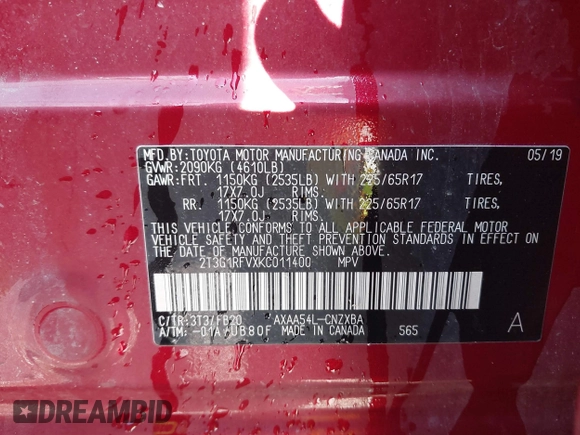 MFD.BY:TOYOTA MOTOR MANUFACTURING CANADA INC. 05/19
GVWR:2090KG (4610LB)
GAWR:FRT. 1150KG (2535LB) WITH 225/65R17 TIRES,
17X7.0J RIMS.
RR. 1150KG (2535LB) WITH 225/65R17 TIRES,
17X7.0J RIMS.
THIS VEHICLE CONFORMS TO ALL APPLICABLE FEDERAL MOTOR
VEHICLE SAFETY AND THEFT PREVENTION STANDARDS IN EFFECT ON
THE DATE OF MANUFACTURE SHOWN ABOVE.
2T3G1RFVXKC011400 MPV
C/TR:3T3/FB20 AXAA54L-CNZXBA
A/TM:-01A/UB80F MADE IN CANADA 565 A
DREAMBID